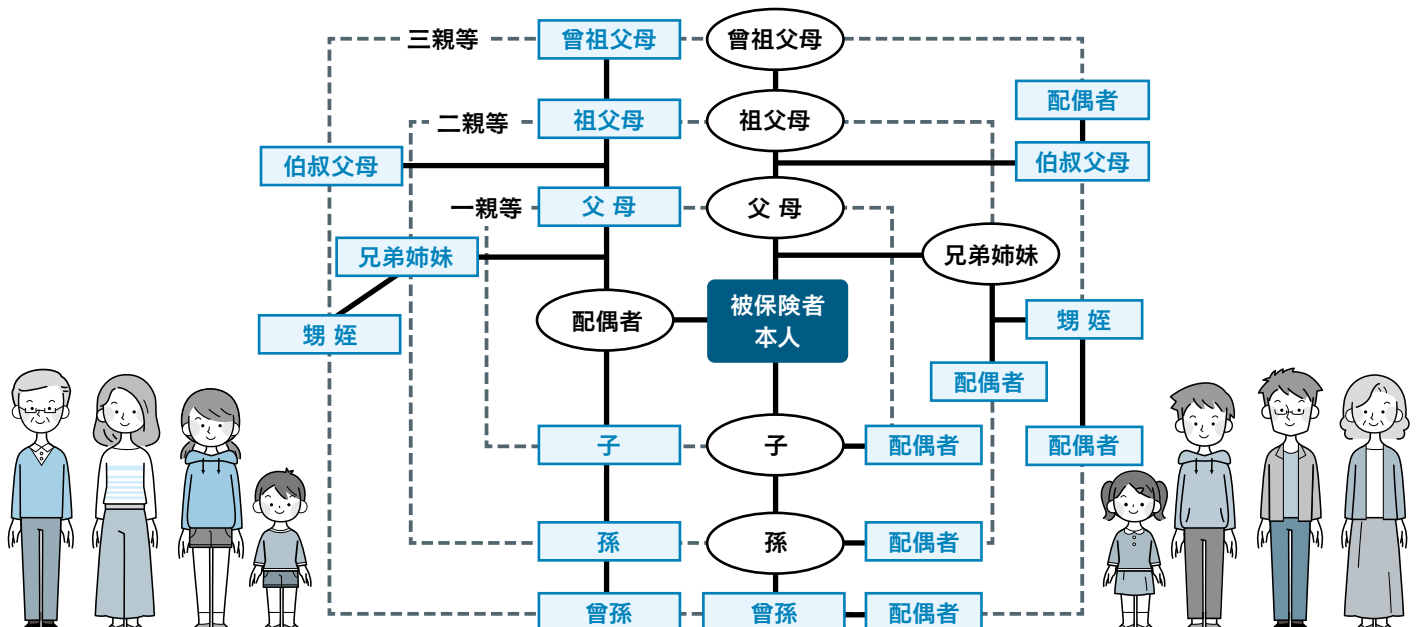 三親等
曾祖父母
曾祖父母
配偶者
二親等
祖父母
祖父母
伯叔父母
伯叔父母
一親等
父 母
父 母
兄弟姉妹
兄弟姉妹
配偶者
被保険者
本人
甥 姪
甥 姪
配偶者
子
子
配偶者
配偶者
孫
孫
配偶者
曾孫
曾孫
配偶者